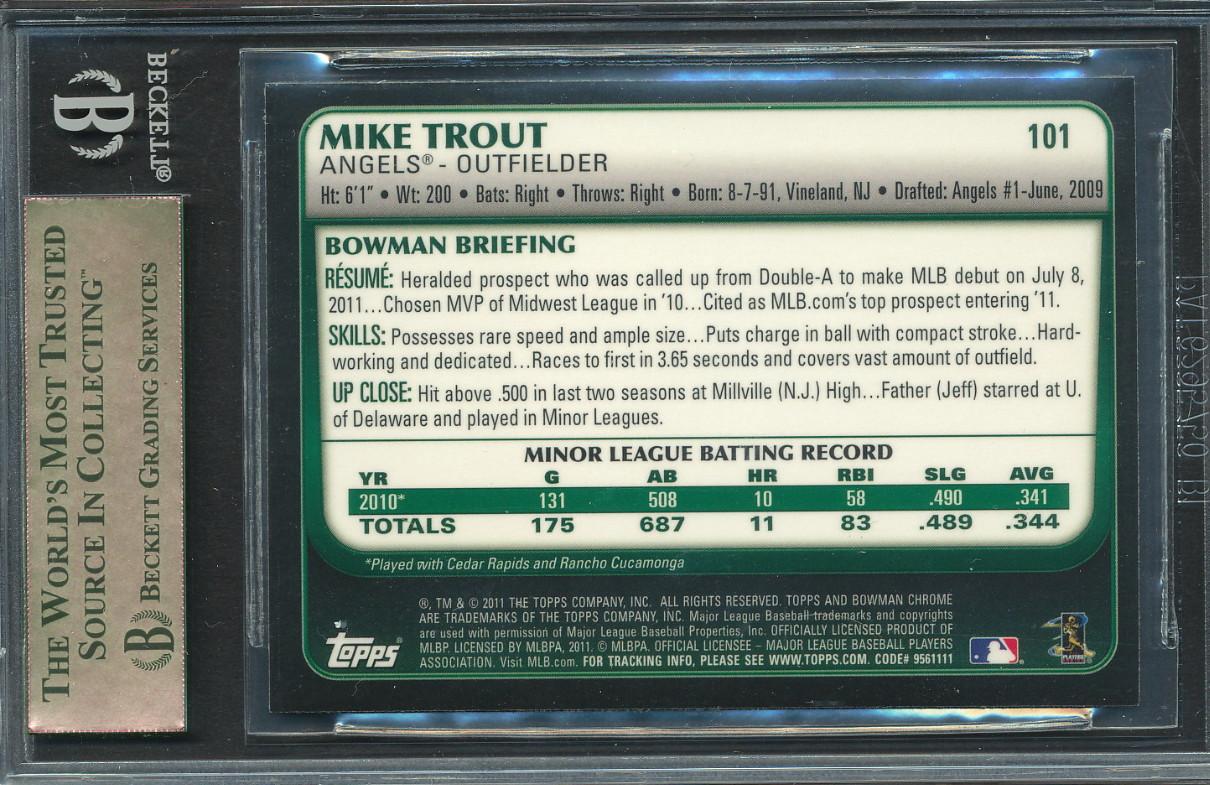 BECKETT®
B
THE WORLD'S MOST TRUSTED
SOURCE IN COLLECTING™
B BECKETT GRADING SERVICES
MIKE TROUT 101
ANGELS® - OUTFIELDER
Ht: 6'1" • Wt: 200 • Bats: Right • Throws: Right • Born: 8-7-91, Vineland, NJ • Drafted: Angels #1-June, 2009
BOWMAN BRIEFING
RÉSUMÉ: Heralded prospect who was called up from Double-A to make MLB debut on July 8,
2011...Chosen MVP of Midwest League in '10...Cited as MLB.com's top prospect entering '11.
SKILLS: Possesses rare speed and ample size...Puts charge in ball with compact stroke...Hard-
working and dedicated...Races to first in 3.65 seconds and covers vast amount of outfield.
UP CLOSE: Hit above .500 in last two seasons at Millville (N.J.) High...Father (Jeff) starred at U.
of Delaware and played in Minor Leagues.
MINOR LEAGUE BATTING RECORD
YR G AB HR RBI SLG AVG
2010* 131 508 10 58 .490 .341
TOTALS 175 687 11 83 .489 .344
*Played with Cedar Rapids and Rancho Cucamonga
®, TM & © 2011 THE TOPPS COMPANY, INC. ALL RIGHTS RESERVED. TOPPS AND BOWMAN CHROME
ARE TRADEMARKS OF THE TOPPS COMPANY, INC. Major League Baseball trademarks and copyrights
are used with permission of Major League Baseball Properties, Inc. OFFICIALLY LICENSED PRODUCT OF
MLBP. LICENSED BY MLBPA, 2011. © MLBPA. OFFICIAL LICENSEE – MAJOR LEAGUE BASEBALL PLAYERS
ASSOCIATION. Visit MLB.com. FOR TRACKING INFO, PLEASE SEE WWW.TOPPS.COM. CODE# 9561111
Topps®